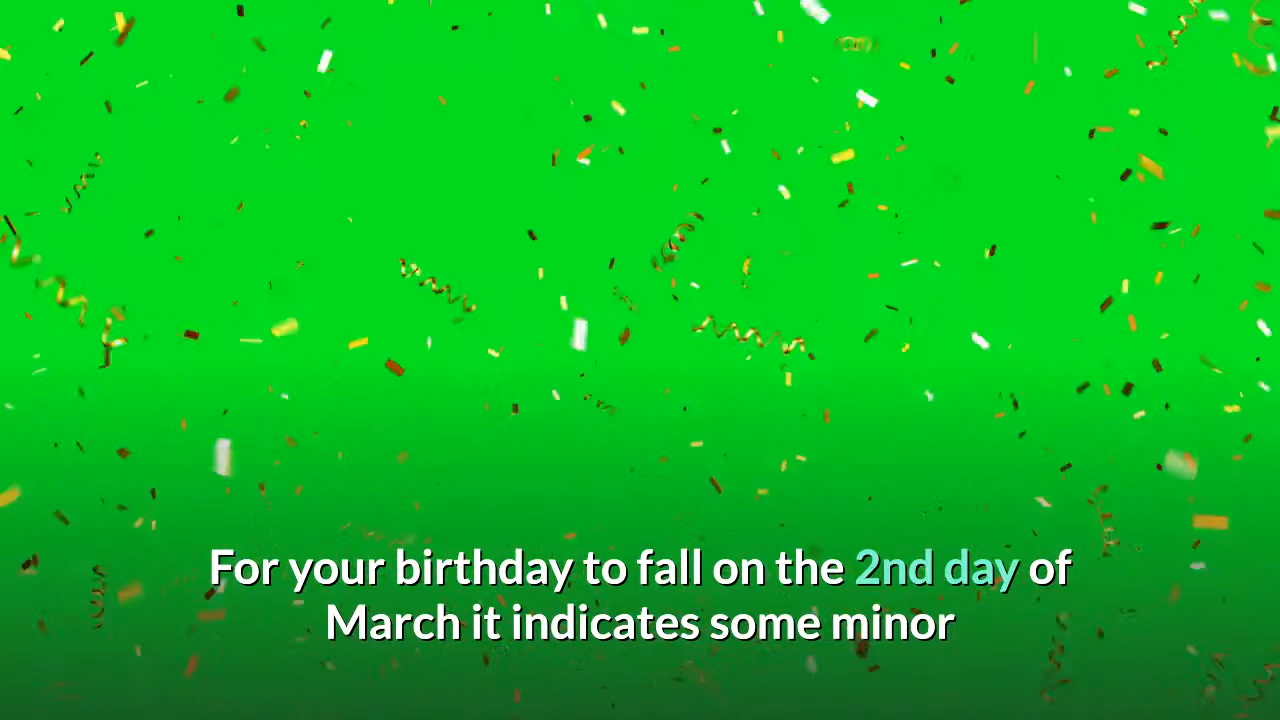 For your birthday to fall on the 2nd day of
March it indicates some minor